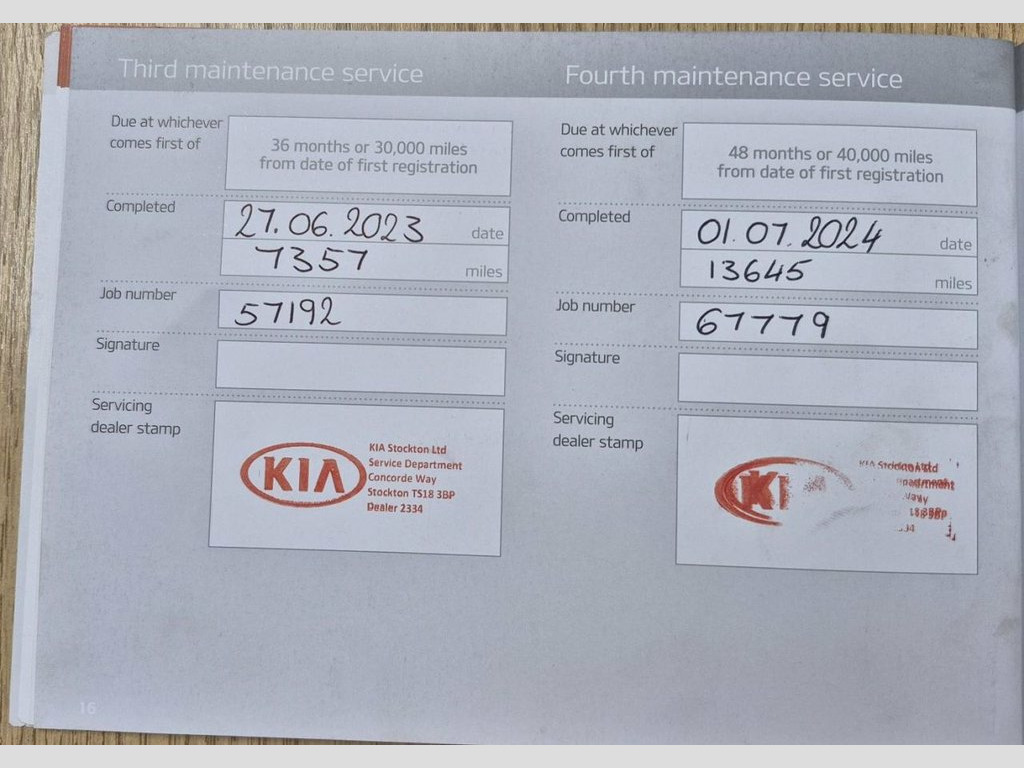 Third maintenance service
Due at whichever
comes first of
36 months or 30,000 miles
from date of first registration
Completed
27.06.2023 date
7357 miles
Job number
57192
Signature
Servicing
dealer stamp
KIA
KIA Stockton Ltd
Service Department
Concorde Way
Stockton TS18 3BP
Dealer 2334
16
Fourth maintenance service
Due at whichever
comes first of
48 months or 40,000 miles
from date of first registration
Completed
01.07.2024 date
13645 miles
Job number
67779
Signature
Servicing
dealer stamp
KI
KIA